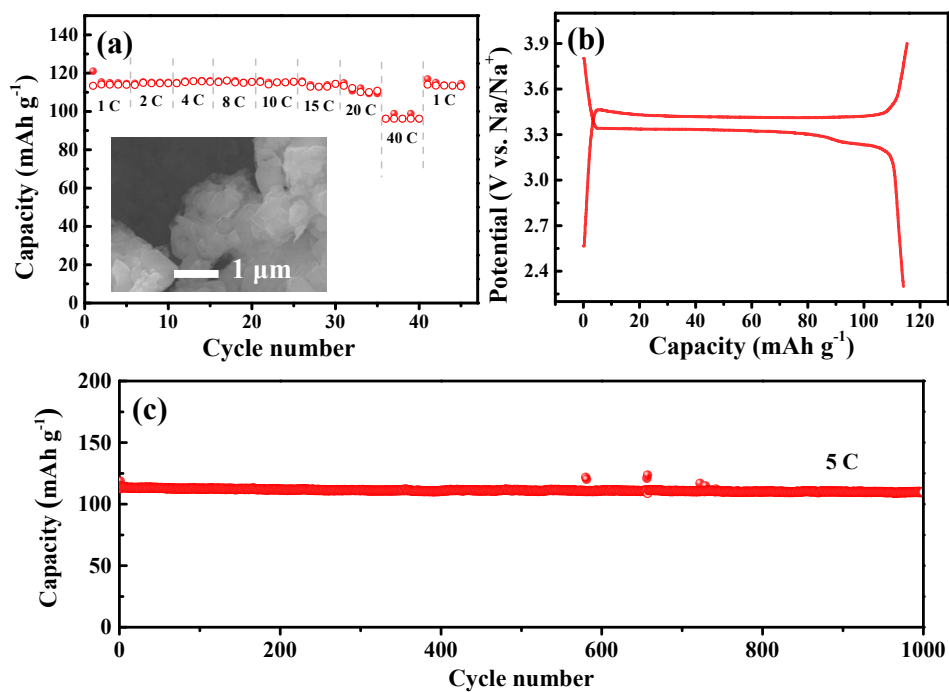 (a)
140
120
100
80
60
40
20
0
Capacity (mAh g⁻¹)
1 C
2 C
4 C
8 C
10 C
15 C
20 C
40 C
1 C
1 μm
0
10
20
30
40
Cycle number
(b)
3.9
3.6
3.3
3.0
2.7
2.4
Potential (V vs. Na/Na⁺)
0
20
40
60
80
100
120
Capacity (mAh g⁻¹)
(c)
200
150
100
50
0
Capacity (mAh g⁻¹)
5 C
0
200
400
600
800
1000
Cycle number